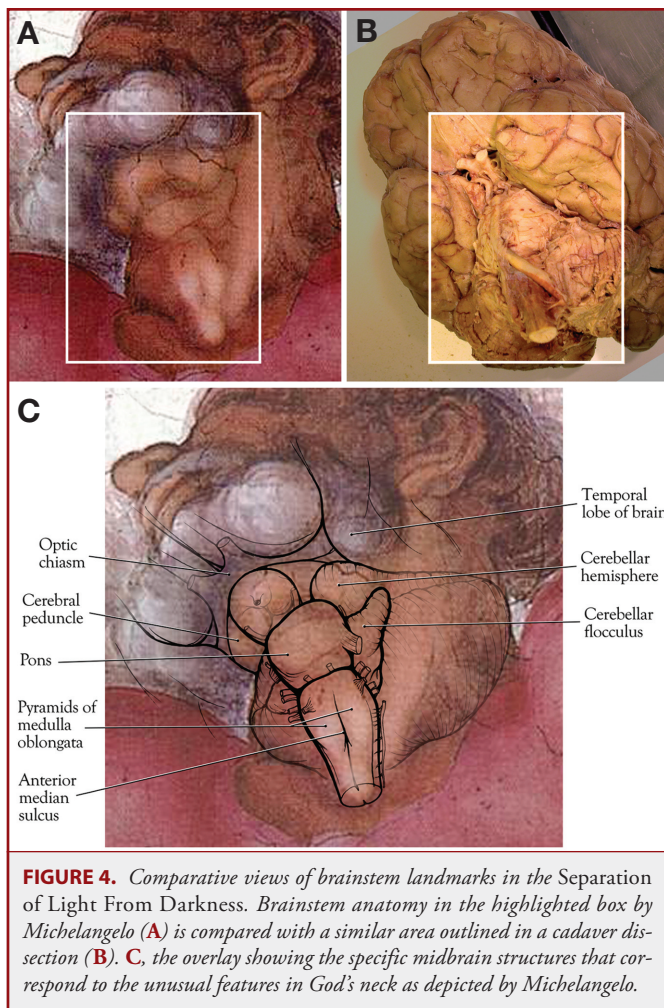 A
B
C
Optic
chiasm
Cerebral
peduncle
Pons
Pyramids of
medulla
oblongata
Anterior
median
sulcus
Temporal
lobe of brain
Cerebellar
hemisphere
Cerebellar
flocculus
FIGURE 4. Comparative views of brainstem landmarks in the Separation
of Light From Darkness. Brainstem anatomy in the highlighted box by
Michelangelo (A) is compared with a similar area outlined in a cadaver dis-
section (B). C, the overlay showing the specific midbrain structures that cor-
respond to the unusual features in God’s neck as depicted by Michelangelo.